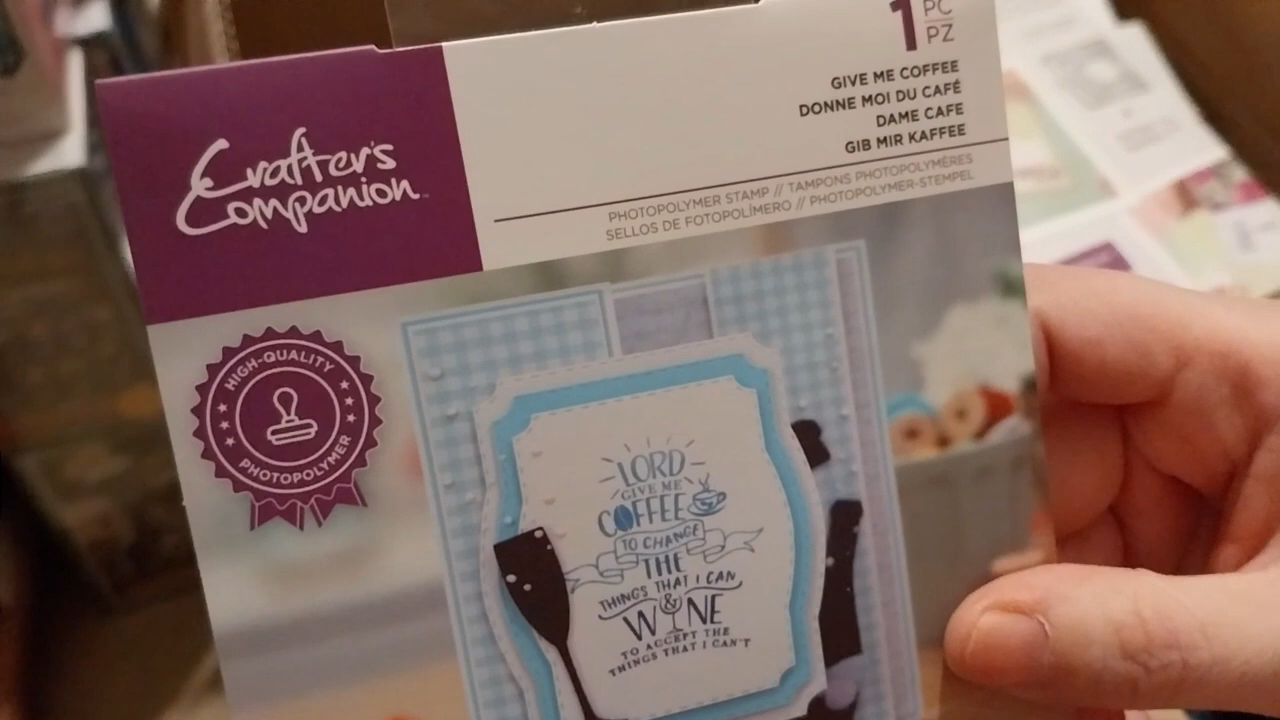 Crafter's
Companion
1 PC
PZ
GIVE ME COFFEE
DONNE MOI DU CAFÉ
DAME CAFE
GIB MIR KAFFEE
PHOTOPOLYMER STAMP // TAMPONS PHOTOPOLYMÈRES
SELLOS DE FOTOPOLÍMERO // PHOTOPOLYMER-STEMPEL
HIGH-QUALITY
PHOTOPOLYMER
LORD
GIVE ME
COFFEE
TO CHANGE
THE
THINGS THAT I CAN
&
WINE
TO ACCEPT THE
THINGS THAT I CAN'T